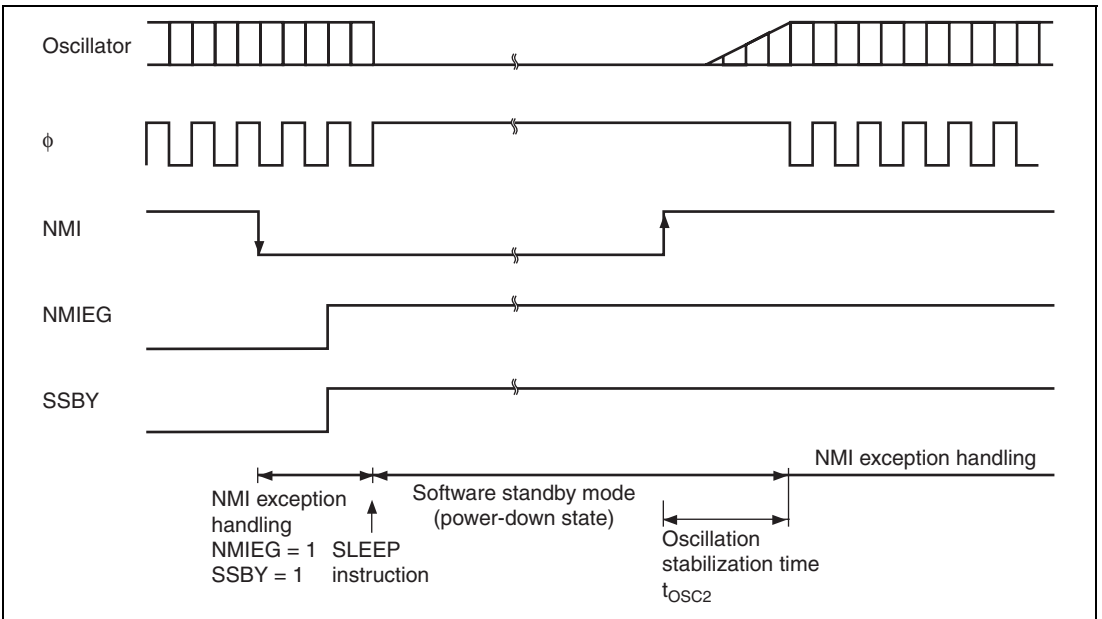 Oscillator
φ
NMI
NMIEG
SSBY
NMI exception handling
NMI exception
handling
NMIEG = 1
SSBY = 1
SLEEP
instruction
Software standby mode
(power-down state)
Oscillation
stabilization time
tOSC2